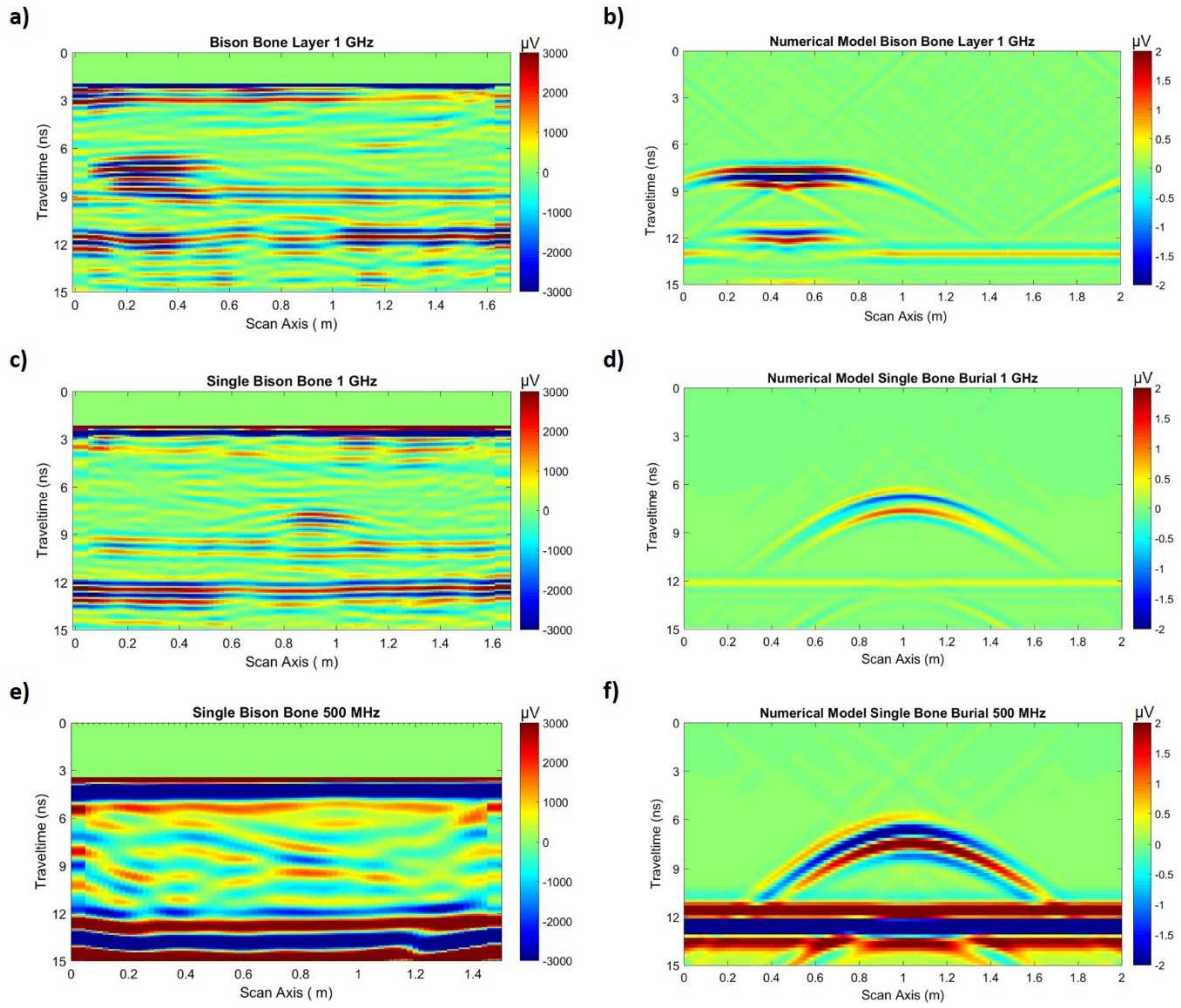 a)
Bison Bone Layer 1 GHz
μV
0
3
6
9
12
15
Traveltime (ns)
0 0.2 0.4 0.6 0.8 1 1.2 1.4 1.6
Scan Axis ( m)
3000
2000
1000
0
-1000
-2000
-3000
b)
Numerical Model Bison Bone Layer 1 GHz
μV
0
3
6
9
12
15
Traveltime (ns)
0 0.2 0.4 0.6 0.8 1 1.2 1.4 1.6 1.8 2
Scan Axis (m)
2
1.5
1
0.5
0
-0.5
-1
-1.5
-2
c)
Single Bison Bone 1 GHz
μV
0
3
6
9
12
15
Traveltime (ns)
0 0.2 0.4 0.6 0.8 1 1.2 1.4 1.6
Scan Axis ( m)
3000
2000
1000
0
-1000
-2000
-3000
d)
Numerical Model Single Bone Burial 1 GHz
μV
0
3
6
9
12
15
Traveltime (ns)
0 0.2 0.4 0.6 0.8 1 1.2 1.4 1.6 1.8 2
Scan Axis (m)
2
1.5
1
0.5
0
-0.5
-1
-1.5
-2
e)
Single Bison Bone 500 MHz
μV
0
3
6
9
12
15
Traveltime (ns)
0 0.2 0.4 0.6 0.8 1 1.2 1.4
Scan Axis ( m)
3000
2000
1000
0
-1000
-2000
-3000
f)
Numerical Model Single Bone Burial 500 MHz
μV
0
3
6
9
12
15
Traveltime (ns)
0 0.2 0.4 0.6 0.8 1 1.2 1.4 1.6 1.8 2
Scan Axis (m)
2
1.5
1
0.5
0
-0.5
-1
-1.5
-2